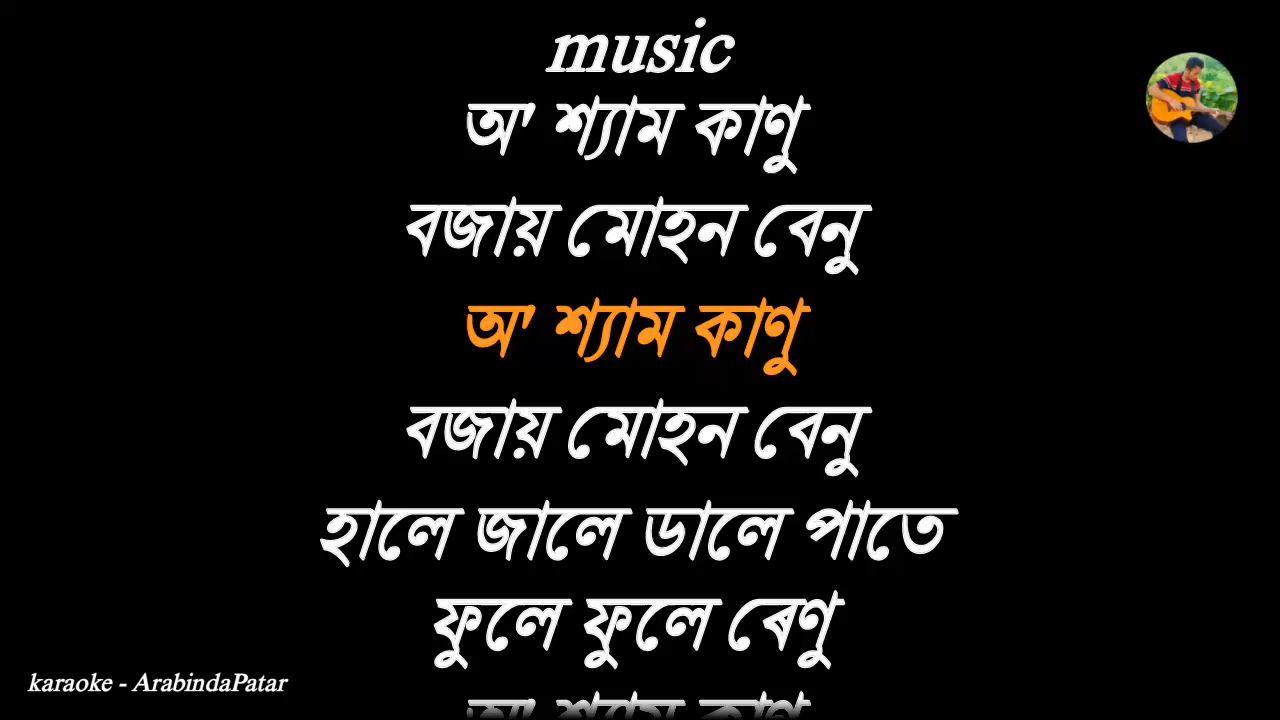 music
অ' শ্যাম কাণু
বজায় মোহন বেনু
অ' শ্যাম কাণু
বজায় মোহন বেনু
হালে জালে ডালে পাতে
ফুলে ফুলে ৰেণু
অ' শ্যাম কাণু
karaoke - ArabindaPatar